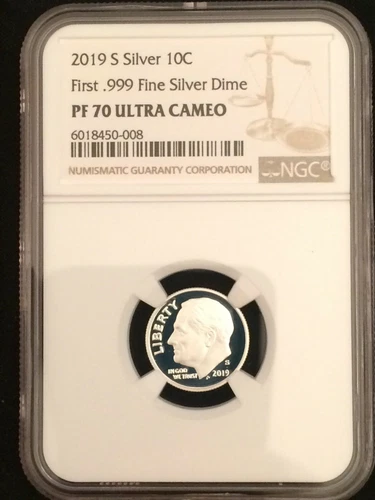 2019 S Silver 10C
First .999 Fine Silver Dime
PF 70 ULTRA CAMEO
6018450-008
NUMISMATIC GUARANTY CORPORATION
NGC®
LIBERTY
IN GOD
WE TRUST
S
2019